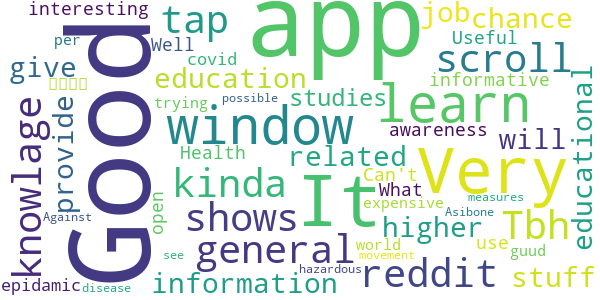 interesting
tap
app
job
chance
per
Well
Useful
Good
covid
scroll
give
education
informative
trying
possible
studies
learn
educational
knowlage
provide
window
awareness
will
Health
related
Very
Can't
What
kinda
It
expensive
measures
Against
open
shows
higher
Asibone
Tbh
general
world
use
guud
see
movement
epidamic
information
hazardous
reddit
stuff
disease